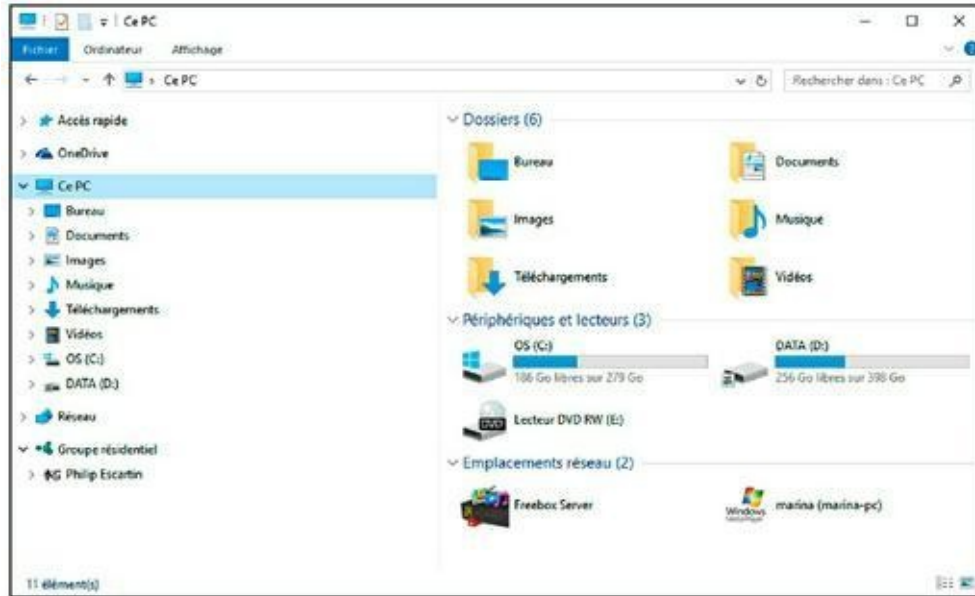 Ce PC
Fichier Ordinateur Affichage
Ce PC Rechercher dans : Ce PC
Accès rapide
OneDrive
Ce PC
Bureau
Documents
Images
Musique
Téléchargements
Vidéos
OS (C:)
DATA (D:)
Réseau
Groupe résidentiel
Philip Escartin
Dossiers (6)
Bureau
Documents
Images
Musique
Téléchargements
Vidéos
Périphériques et lecteurs (3)
OS (C:)
186 Go libres sur 279 Go
DATA (D:)
256 Go libres sur 398 Go
DVD
Lecteur DVD RW (E:)
Emplacements réseau (2)
Freebox Server
Windows
marina (marina-pc)
11 élément(s)